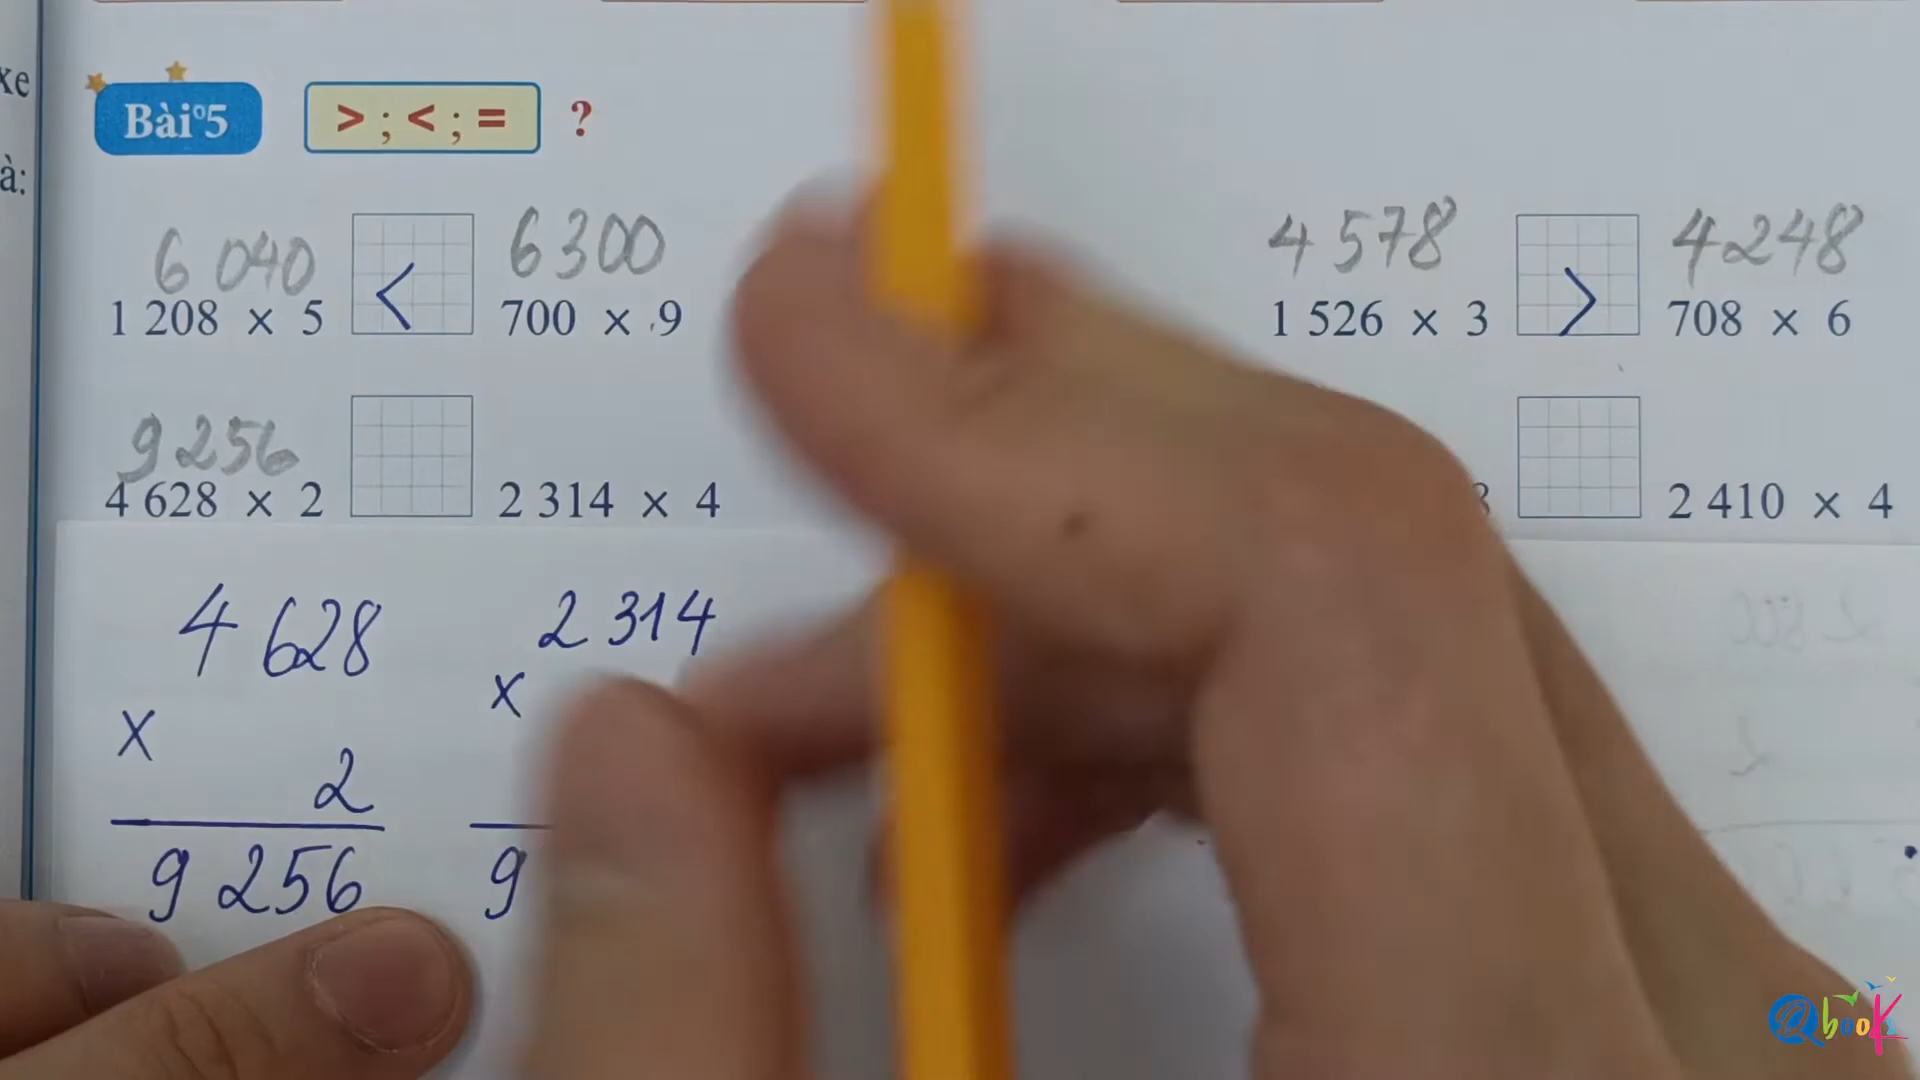 xe
à:
Bài 5 > ; < ; = ?
6 040 6 300 4 578 4 248
1 208 × 5 < 700 × 9 1 526 × 3 > 708 × 6
9 256
4 628 × 2 2 314 × 4 2 410 × 4
4 628 2 314
x x
2
9 256 9
Qbook